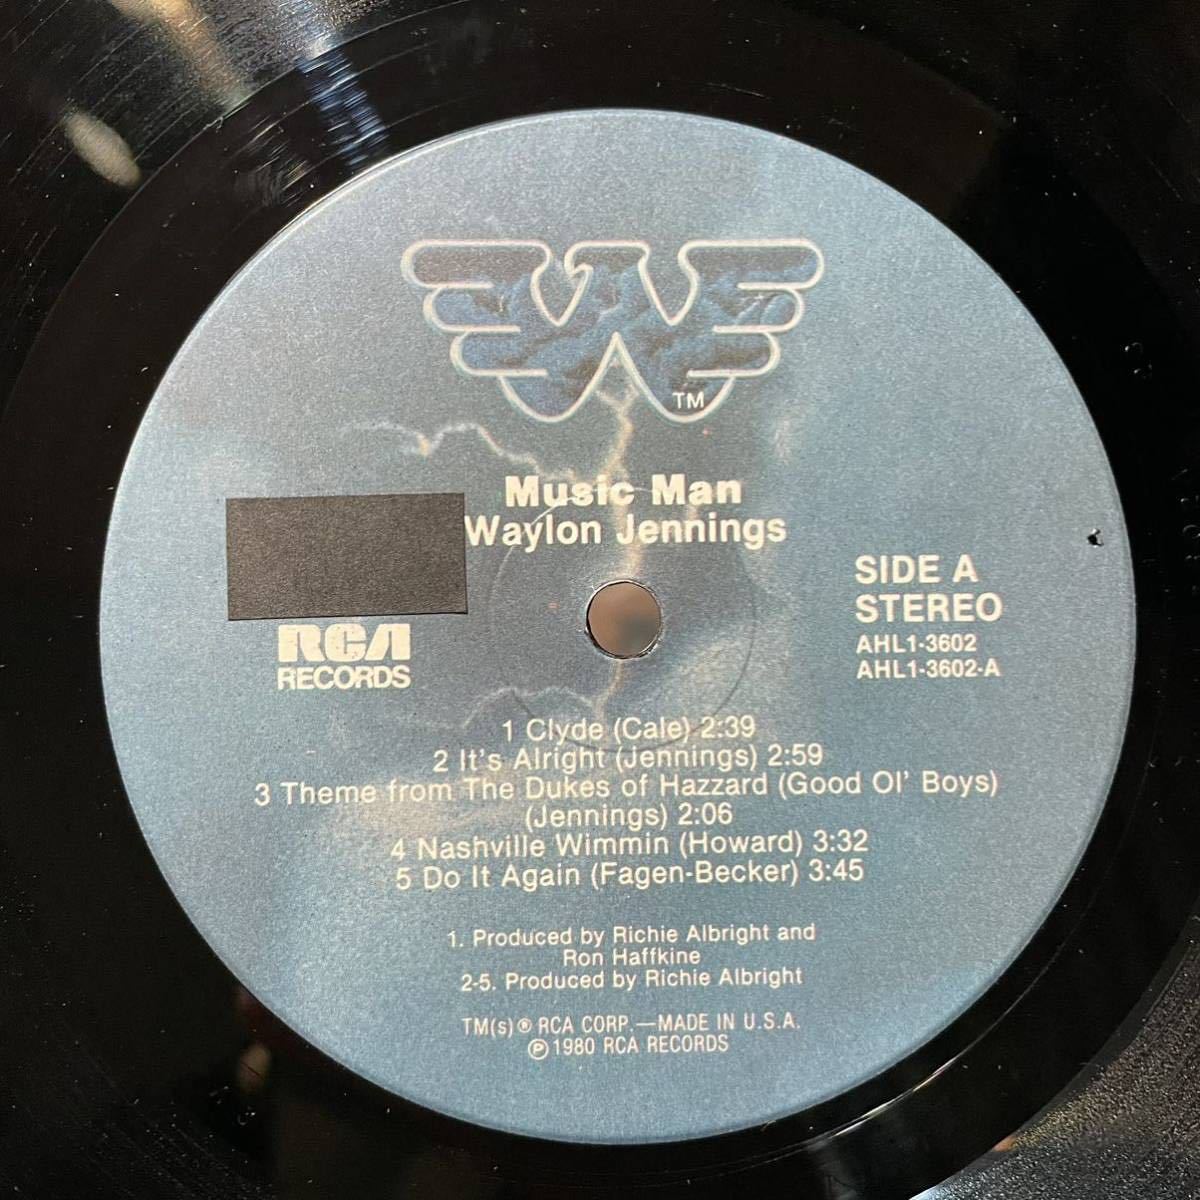 TM
Music Man
Waylon Jennings
SIDE A
STEREO
AHL1-3602
AHL1-3602-A
RCA
RECORDS
1 Clyde (Cale) 2:39
2 It's Alright (Jennings) 2:59
3 Theme from The Dukes of Hazzard (Good Ol' Boys)
(Jennings) 2:06
4 Nashville Wimmin (Howard) 3:32
5 Do It Again (Fagen-Becker) 3:45
1. Produced by Richie Albright and
Ron Haffkine
2-5. Produced by Richie Albright
TM(s) ® RCA CORP.—MADE IN U.S.A.
℗ 1980 RCA RECORDS